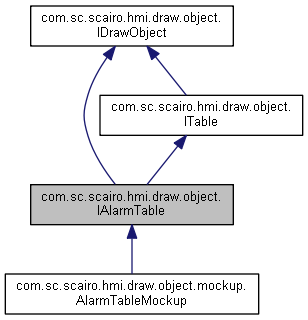 com.sc.scairo.hmi.draw.object.
IDrawObject
com.sc.scairo.hmi.draw.object.
ITable
com.sc.scairo.hmi.draw.object.
IAlarmTable
com.sc.scairo.hmi.draw.object.mockup.
AlarmTableMockup